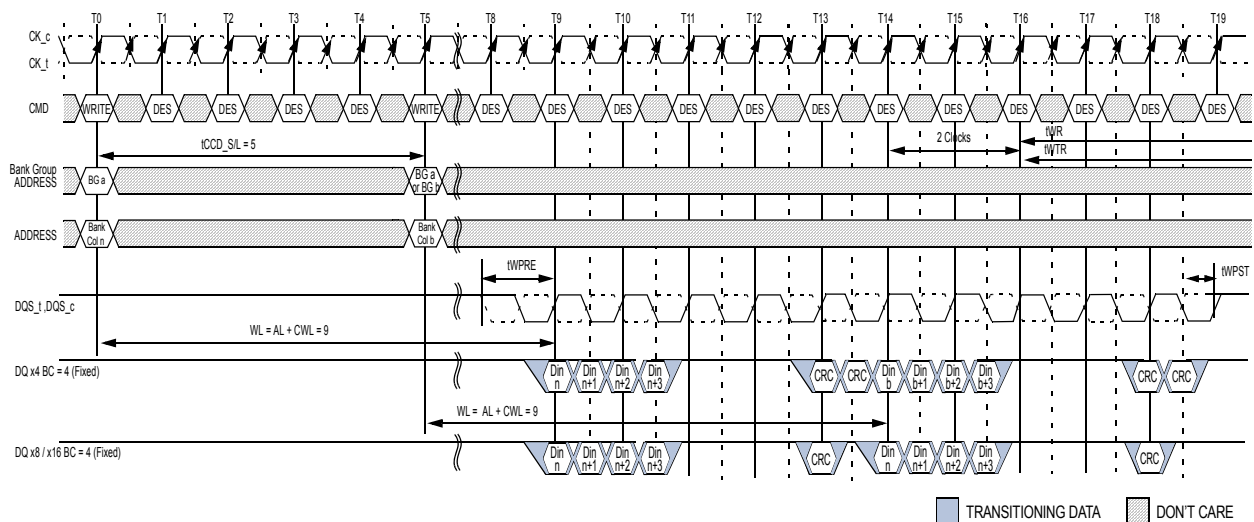 T0 T1 T2 T3 T4 T5 T8 T9 T10 T11 T12 T13 T14 T15 T16 T17 T18 T19
CK_c
CK_t
CMD WRITE DES DES DES DES WRITE DES DES DES DES DES DES DES DES DES DES DES DES
tCCD_S/L = 5
2 Clocks
tWR
tWTR
Bank Group
ADDRESS
BG a
BG a
or BG b
ADDRESS
Bank
Col n
Bank
Col b
tWPRE
tWPST
DQS_t ,DQS_c
WL = AL + CWL = 9
DQ x4 BC = 4 (Fixed)
Din
n
Din
n+1
Din
n+2
Din
n+3
CRC
CRC
Din
b
Din
b+1
Din
b+2
Din
b+3
CRC
CRC
WL = AL + CWL = 9
DQ x8 / x16 BC = 4 (Fixed)
Din
n
Din
n+1
Din
n+2
Din
n+3
CRC
Din
n
Din
n+1
Din
n+2
Din
n+3
CRC
TRANSITIONING DATA
DON'T CARE